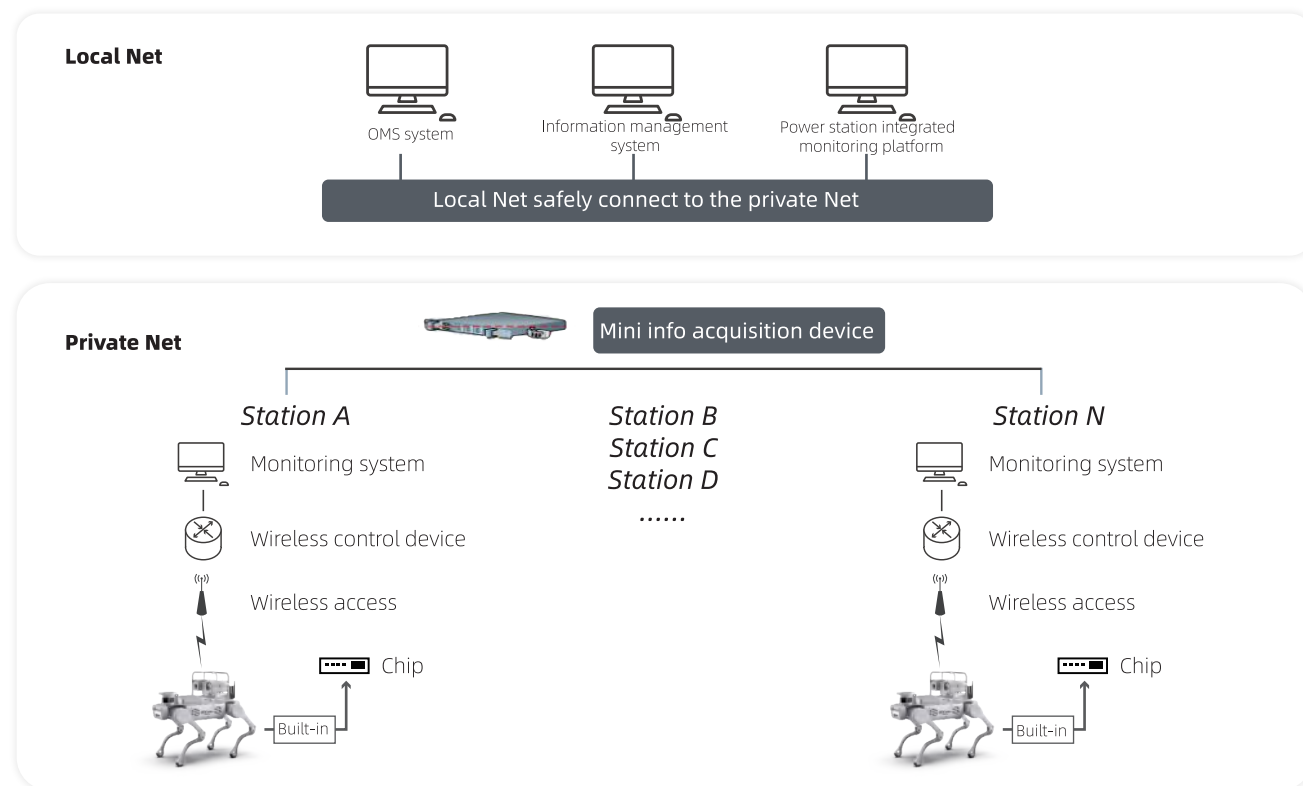 Local Net
OMS system
Information management
system
Power station integrated
monitoring platform
Local Net safely connect to the private Net
Private Net
Mini info acquisition device
Station A
Monitoring system
Wireless control device
Wireless access
Chip
Built-in
Station B
Station C
Station D
......
Station N
Monitoring system
Wireless control device
Wireless access
Chip
Built-in